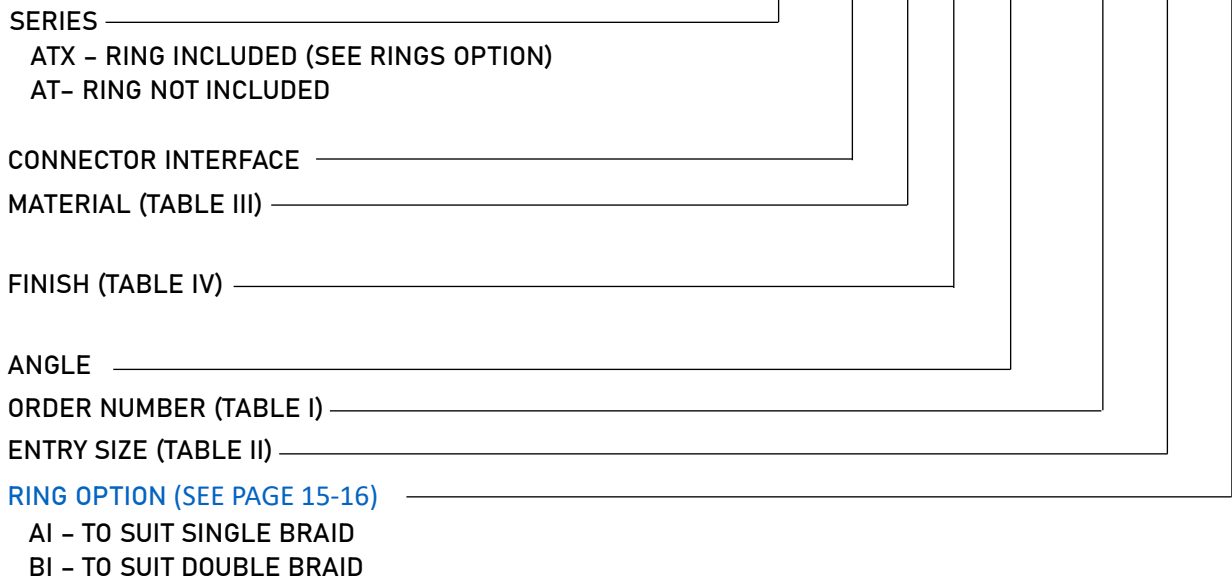 SERIES
ATX – RING INCLUDED (SEE RINGS OPTION)
AT– RING NOT INCLUDED
CONNECTOR INTERFACE
MATERIAL (TABLE III)
FINISH (TABLE IV)
ANGLE
ORDER NUMBER (TABLE I)
ENTRY SIZE (TABLE II)
RING OPTION (SEE PAGE 15-16)
AI – TO SUIT SINGLE BRAID
BI – TO SUIT DOUBLE BRAID